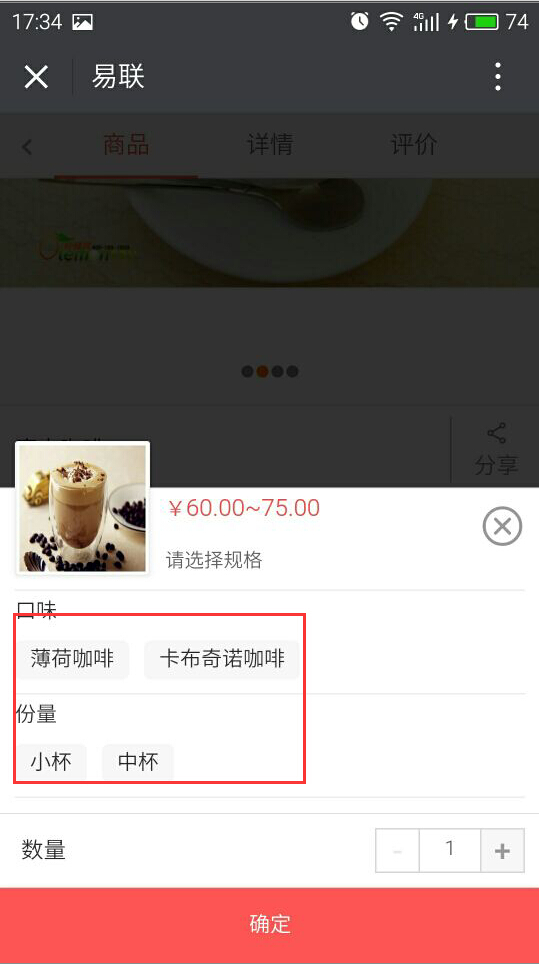 17:34
4G
74
易联
商品 详情 评价
分享
￥60.00~75.00
请选择规格
口味
薄荷咖啡 卡布奇诺咖啡
份量
小杯 中杯
数量 - 1 +
确定